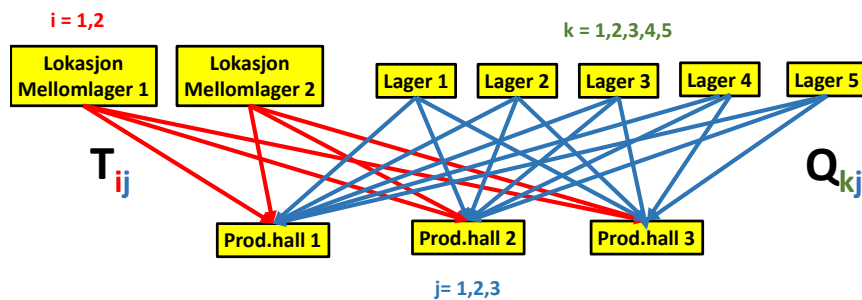 i = 1,2
k = 1,2,3,4,5
Lokasjon
Mellomlager 1
Lokasjon
Mellomlager 2
Lager 1
Lager 2
Lager 3
Lager 4
Lager 5
Tij
Qkj
Prod.hall 1
Prod.hall 2
Prod.hall 3
j= 1,2,3